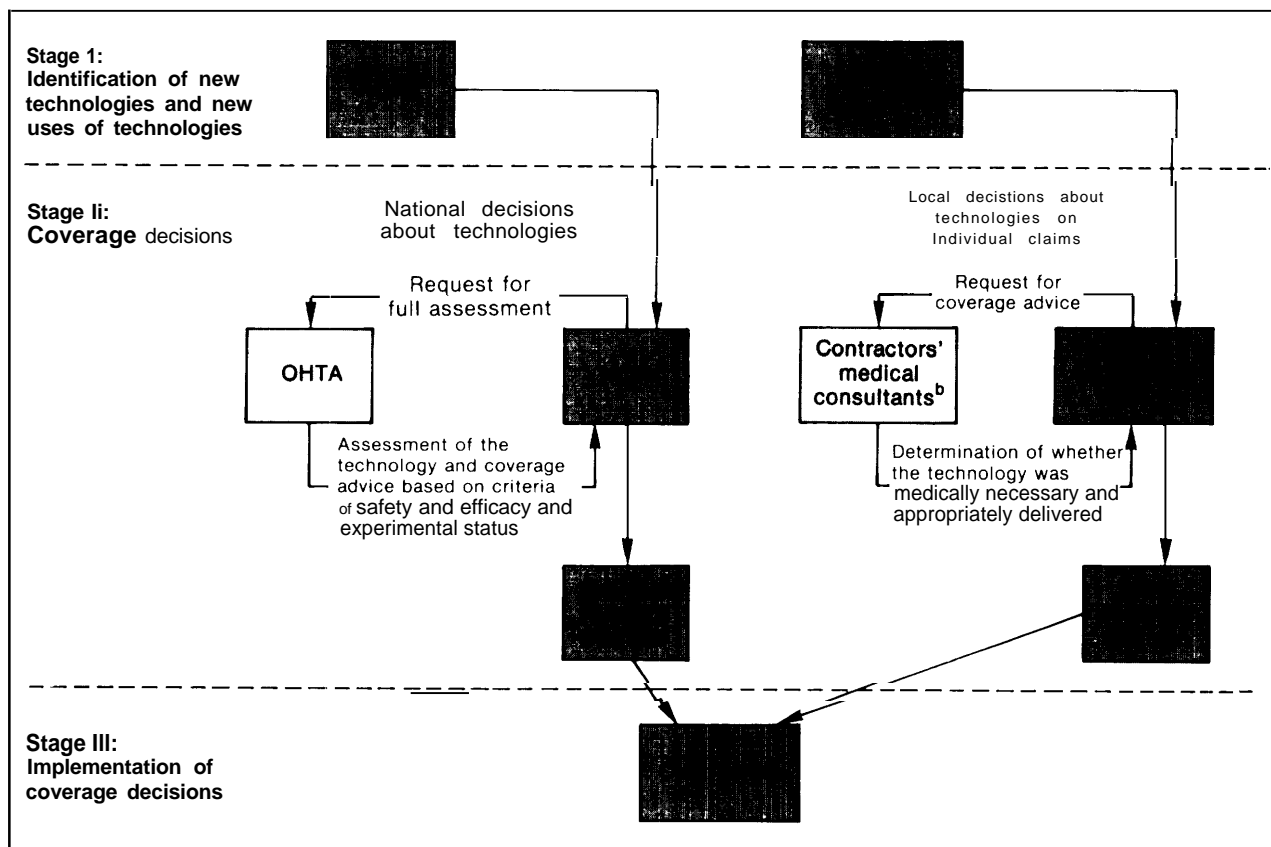 Stage 1:
Identification of new
technologies and new
uses of technologies
Stage Ii:
Coverage decisions
National decisions
about technologies
Local decistions about
technologies on
Individual claims
Request for
full assessment
Request for
coverage advice
OHTA
Contractors'
medical
consultantsᵇ
Assessment of the
technology and coverage
advice based on criteria
of safety and efficacy and
experimental status
Determination of whether
the technology was
medically necessary and
appropriately delivered
Stage III:
Implementation of
coverage decisions